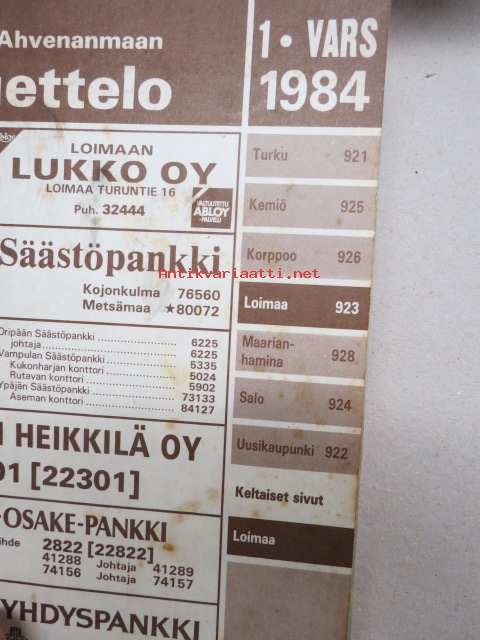 Ahvenanmaan
1 • VARS
1984
LOIMAAN
LUKKO OY
LOIMAA TURUNTIE 16
Puh. 32444
VALTUUTETTU
ABLOY
PALVELU
Säästöpankki
Kojonkulma 76560
Metsämaa ★80072
Antikvariaatti.net
Oripään Säästöpankki 6225
johtaja 6225
Vampulan Säästöpankki 5335
Kukonharjan konttori 5024
Rutavan konttori 5902
Ypäjän Säästöpankki 73133
Aseman konttori 84127
HEIKKILÄ OY
01 [22301]
-OSAKE-PANKKI
2822 [22822]
41288 Johtaja 41289
74156 Johtaja 74157
YHDYSPANKKI
Turku 921
Kemiö 925
Korppoo 926
Loimaa 923
Maarian-
hamina 928
Salo 924
Uusikaupunki 922
Keltaiset sivut
Loimaa